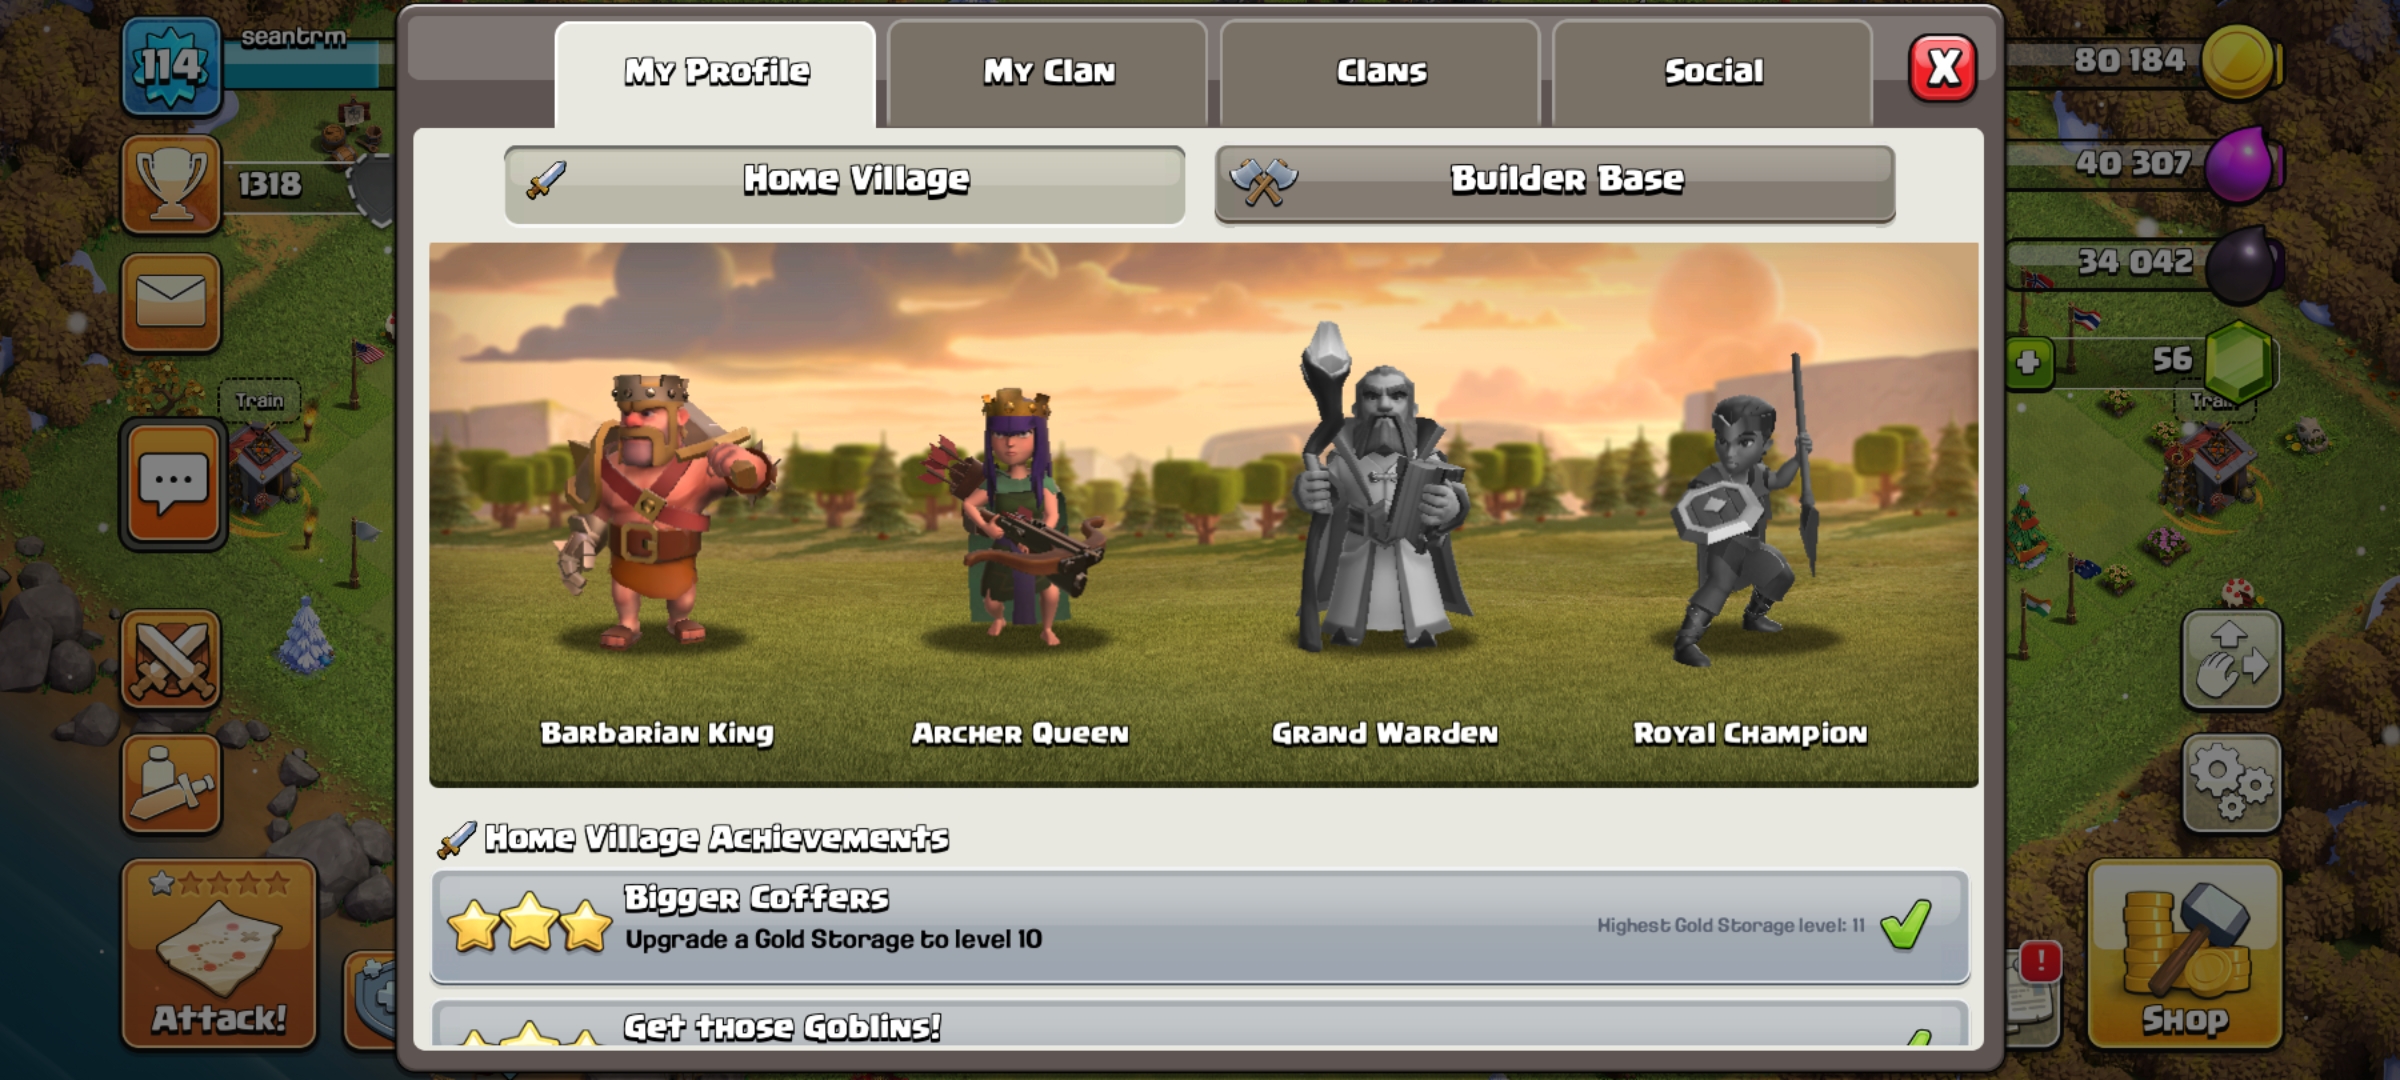 114
seantrm
My Profile
My Clan
Clans
Social
X
80 184
1318
Home Village
Builder Base
40 307
34 042
56
Train
Barbarian King
Archer Queen
Grand Warden
Royal Champion
Home Village Achievements
Bigger Coffers
Upgrade a Gold Storage to level 10
Highest Gold Storage level: 11
Get those Goblins!
Attack!
!
Shop